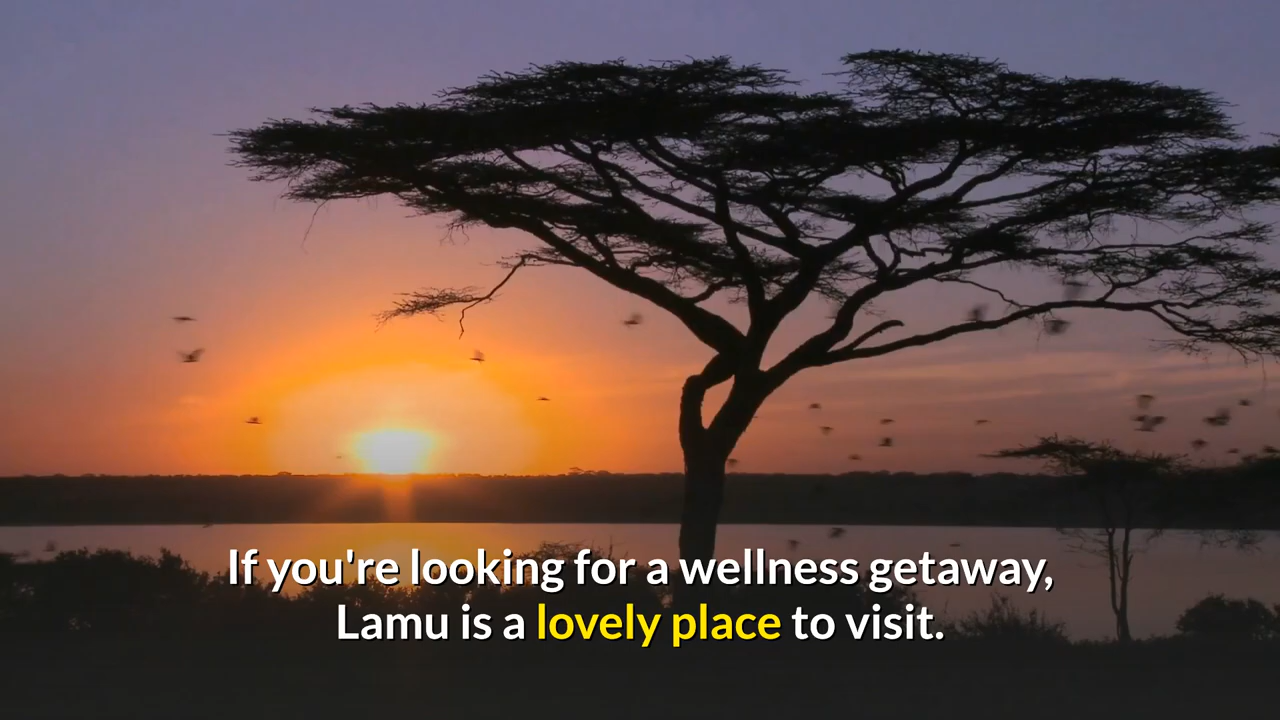 If you're looking for a wellness getaway,
Lamu is a lovely place to visit.